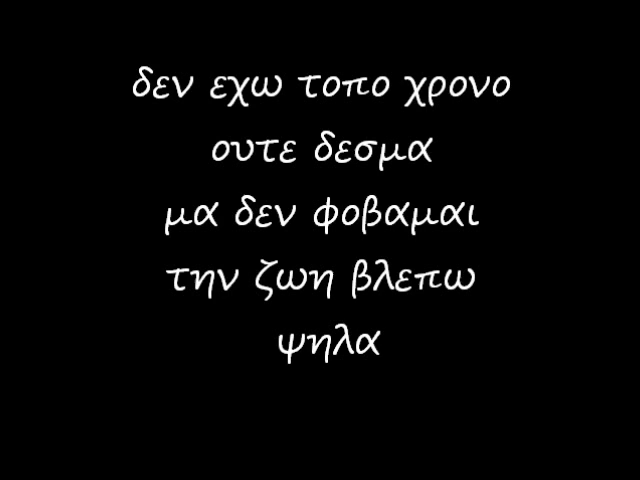 δεν εχω τοπο χρονο
ουτε δεσμα
μα δεν φοβαμαι
την ζωη βλεπω
ψηλα